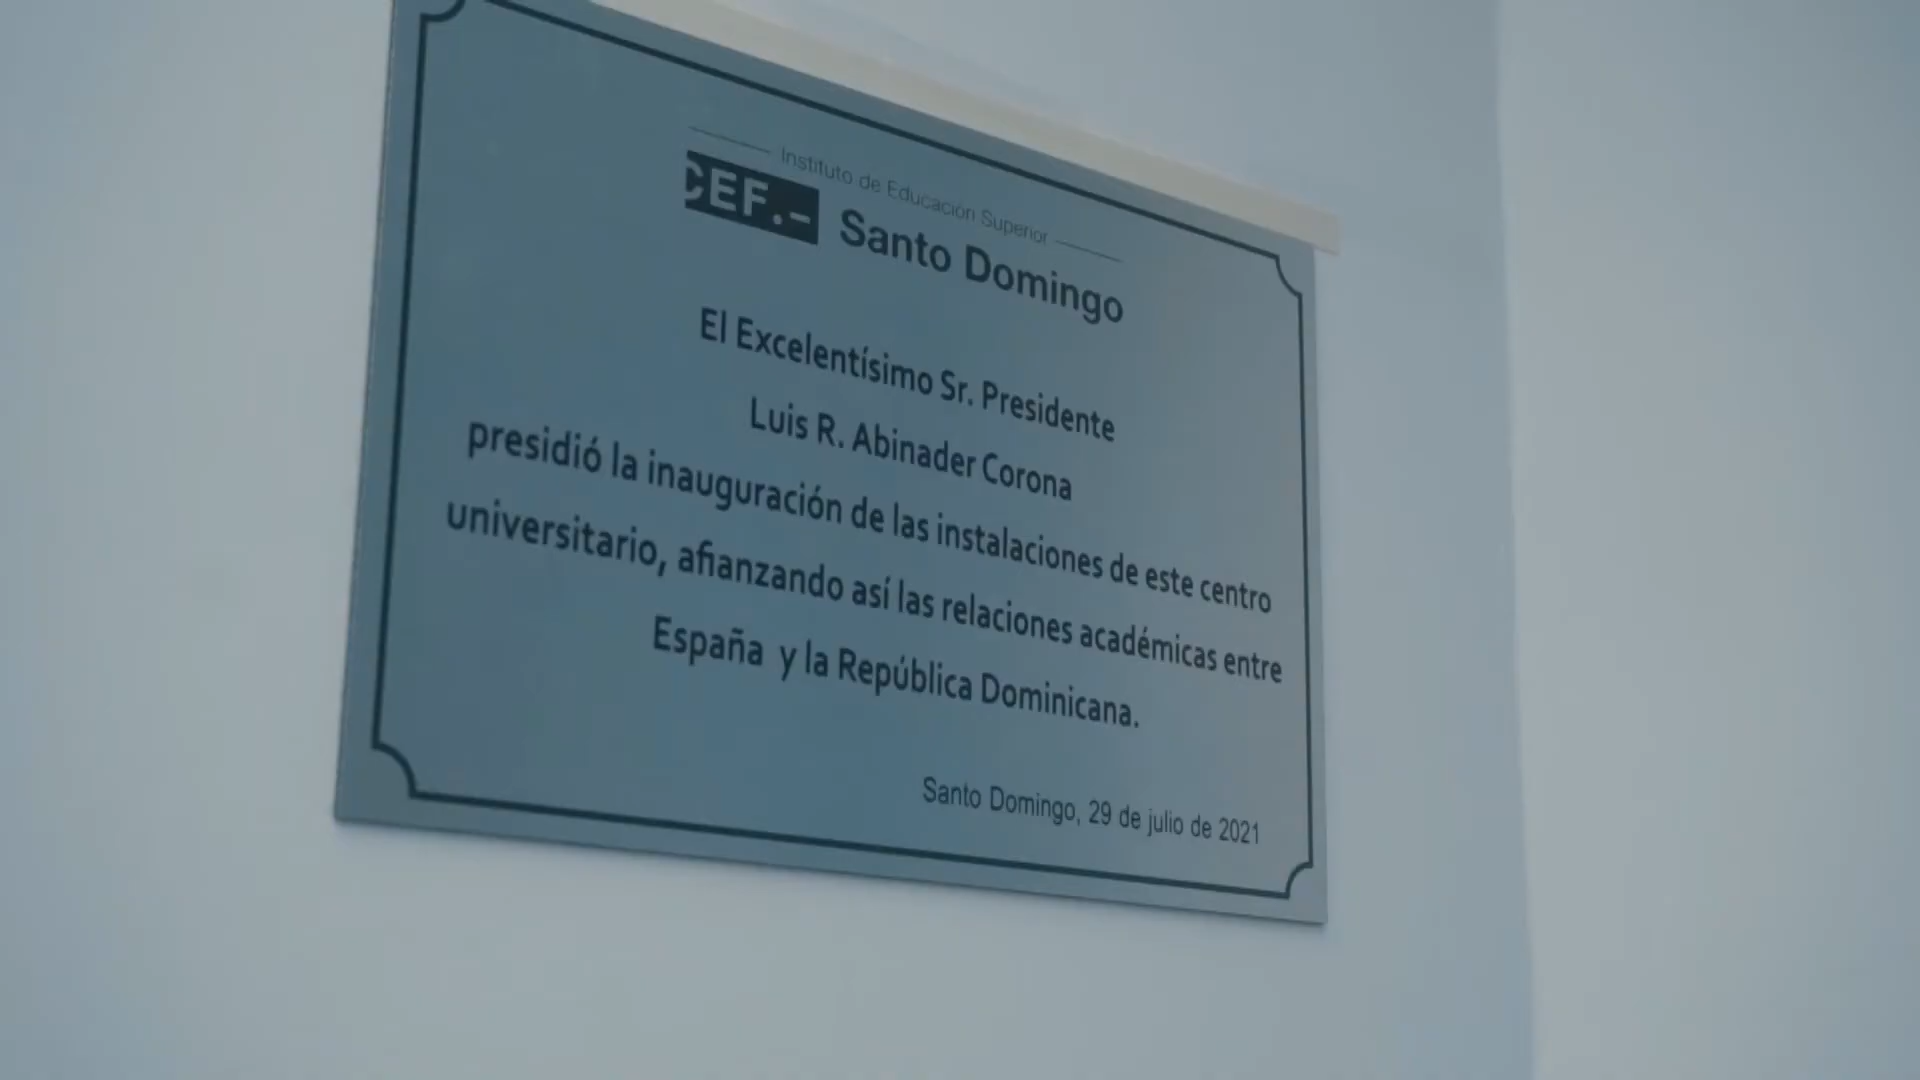 Instituto de Educación Superior
CEF.- Santo Domingo
El Excelentísimo Sr. Presidente
Luis R. Abinader Corona
presidió la inauguración de las instalaciones de este centro
universitario, afianzando así las relaciones académicas entre
España y la República Dominicana.
Santo Domingo, 29 de julio de 2021